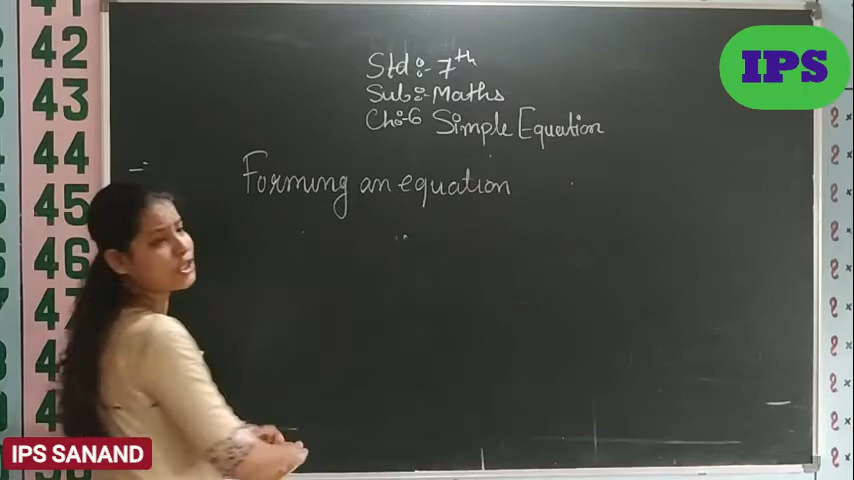 41
42
43
44
45
46
47
IPS
Std :- 7th
Sub :- Maths
Ch :- 6 Simple Equation
Forming an equation
IPS SANAND